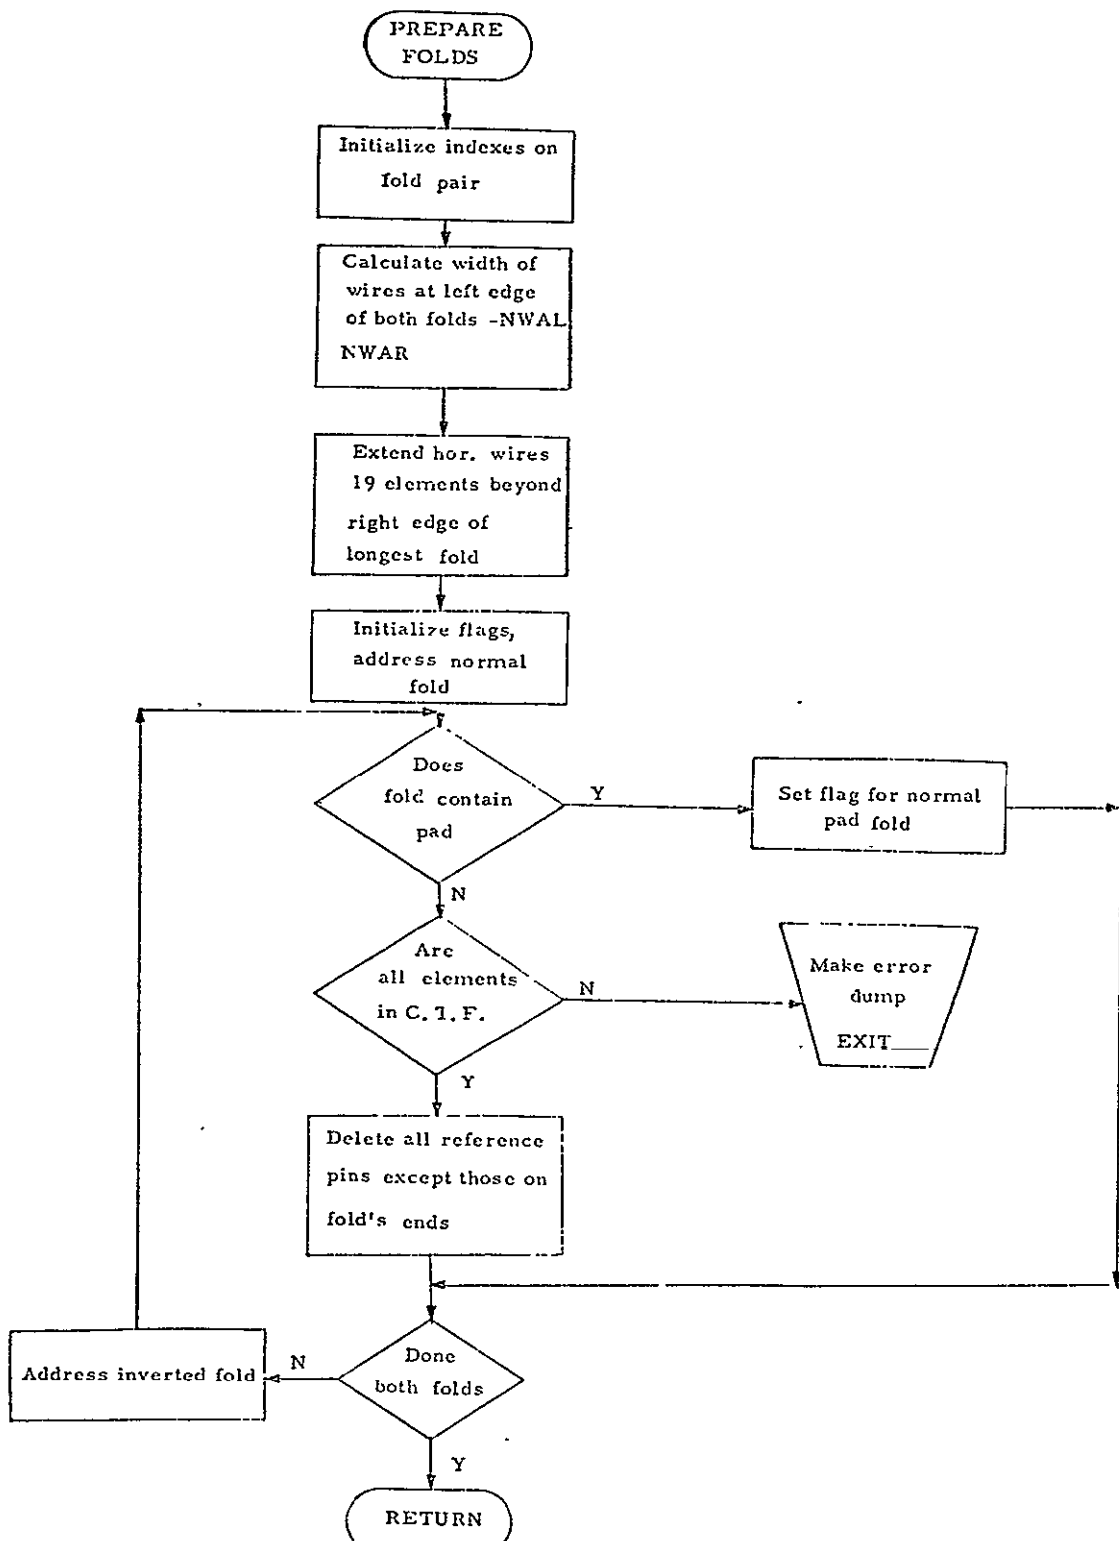 PREPARE
FOLDS
Initialize indexes on
fold pair
Calculate width of
wires at left edge
of both folds -NWAL
NWAR
Extend hor. wires
19 elements beyond
right edge of
longest fold
Initialize flags,
address normal
fold
Does
fold contain
pad
Y
Set flag for normal
pad fold
N
Are
all elements
in C. I. F.
N
Make error
dump
EXIT
Y
Delete all reference
pins except those on
fold's ends
Done
both folds
N
Address inverted fold
Y
RETURN